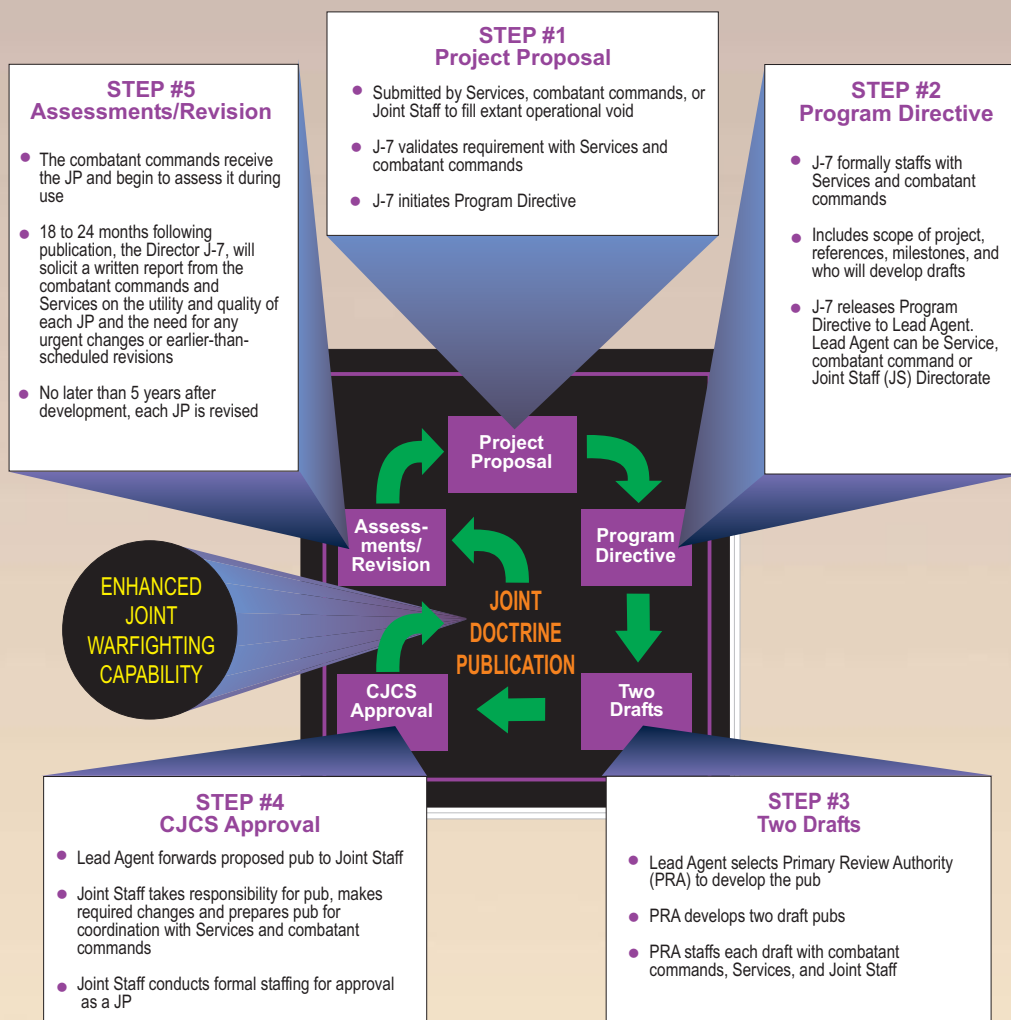 STEP #1
Project Proposal
Submitted by Services, combatant commands, or
Joint Staff to fill extant operational void
J-7 validates requirement with Services and
combatant commands
J-7 initiates Program Directive
STEP #5
Assessments/Revision
The combatant commands receive
the JP and begin to assess it during
use
18 to 24 months following
publication, the Director J-7, will
solicit a written report from the
combatant commands and
Services on the utility and quality of
each JP and the need for any
urgent changes or earlier-than-
scheduled revisions
No later than 5 years after
development, each JP is revised
STEP #2
Program Directive
J-7 formally staffs with
Services and combatant
commands
Includes scope of project,
references, milestones, and
who will develop drafts
J-7 releases Program
Directive to Lead Agent.
Lead Agent can be Service,
combatant command or
Joint Staff (JS) Directorate
Project
Proposal
Assess-
ments/
Revision
Program
Directive
ENHANCED
JOINT
WARFIGHTING
CAPABILITY
JOINT
DOCTRINE
PUBLICATION
CJCS
Approval
Two
Drafts
STEP #4
CJCS Approval
Lead Agent forwards proposed pub to Joint Staff
Joint Staff takes responsibility for pub, makes
required changes and prepares pub for
coordination with Services and combatant
commands
Joint Staff conducts formal staffing for approval
as a JP
STEP #3
Two Drafts
Lead Agent selects Primary Review Authority
(PRA) to develop the pub
PRA develops two draft pubs
PRA staffs each draft with combatant
commands, Services, and Joint Staff